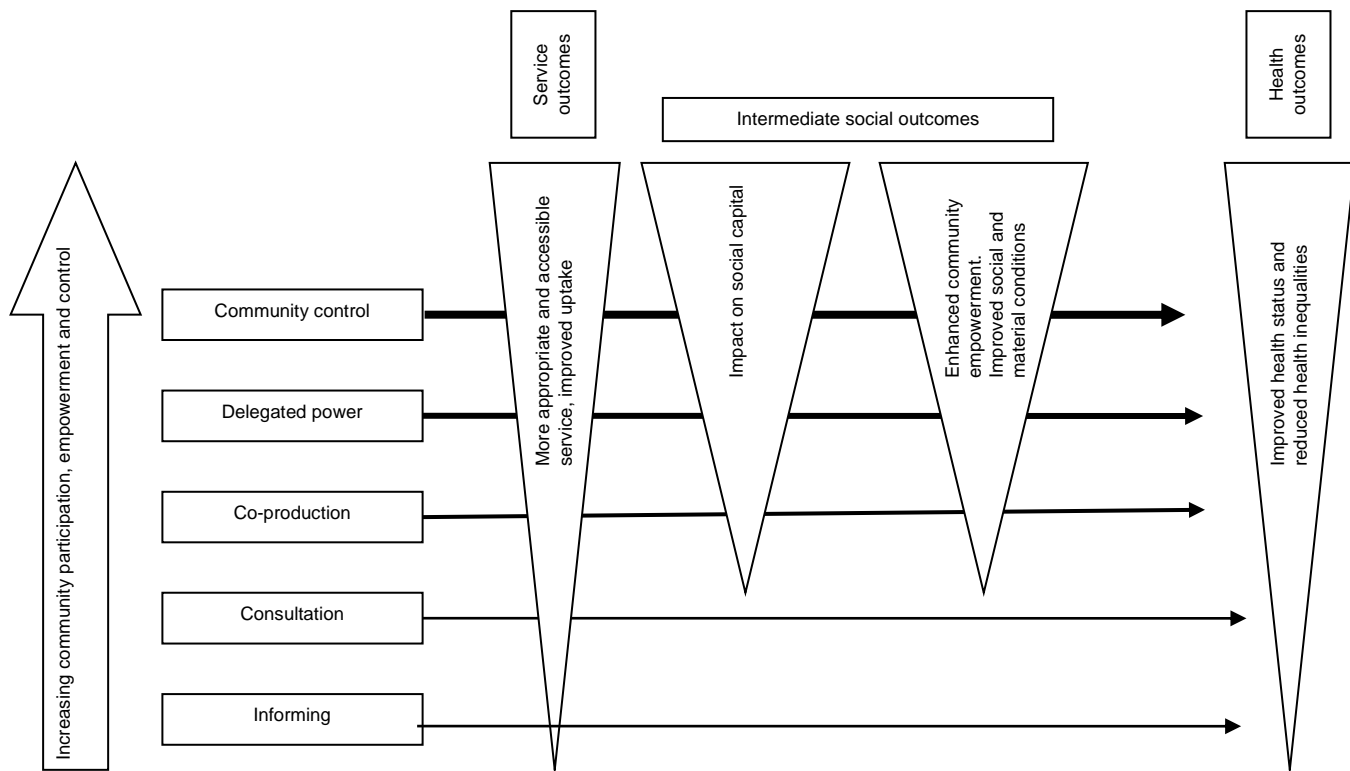 Service
outcomes
Health
outcomes
Intermediate social outcomes
Increasing community participation, empowerment and control
Community control
Delegated power
Co-production
Consultation
Informing
More appropriate and accessible
service, improved uptake
Impact on social capital
Enhanced community
empowerment.
Improved social and
material conditions
Improved health status and
reduced health inequalities